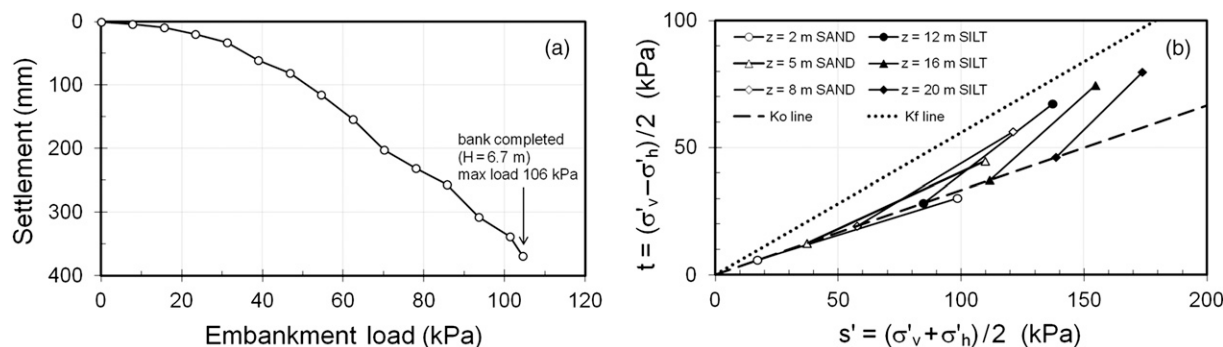 0
100
200
300
400
Settlement (mm)
(a)
bank completed
(H = 6.7 m)
max load 106 kPa
0 20 40 60 80 100 120
Embankment load (kPa)
100
50
0
t = (σ'v–σ'h)/2 (kPa)
(b)
z = 2 m SAND
z = 5 m SAND
z = 8 m SAND
Ko line
z = 12 m SILT
z = 16 m SILT
z = 20 m SILT
Kf line
0 50 100 150 200
s' = (σ'v + σ'h)/2 (kPa)